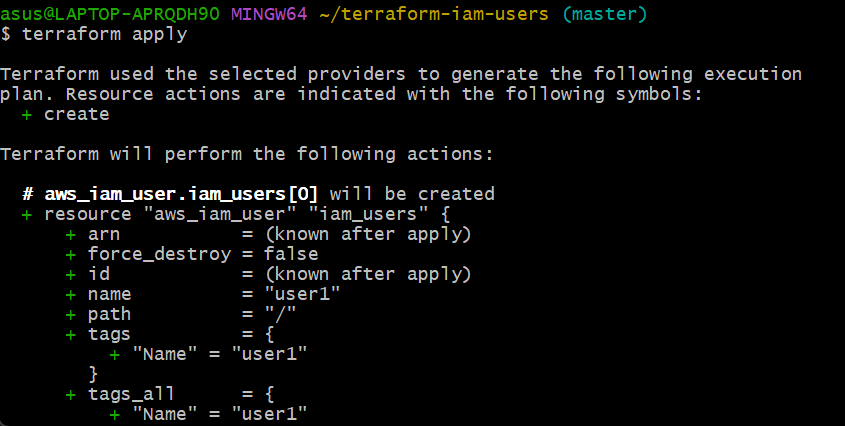 asus@LAPTOP-APRQDH90 MINGW64 ~/terraform-iam-users (master)
$ terraform apply
Terraform used the selected providers to generate the following execution
plan. Resource actions are indicated with the following symbols:
  + create
Terraform will perform the following actions:
  # aws_iam_user.iam_users[0] will be created
  + resource "aws_iam_user" "iam_users" {
      + arn           = (known after apply)
      + force_destroy = false
      + id            = (known after apply)
      + name          = "user1"
      + path          = "/"
      + tags          = {
          + "Name" = "user1"
        }
      + tags_all      = {
          + "Name" = "user1"